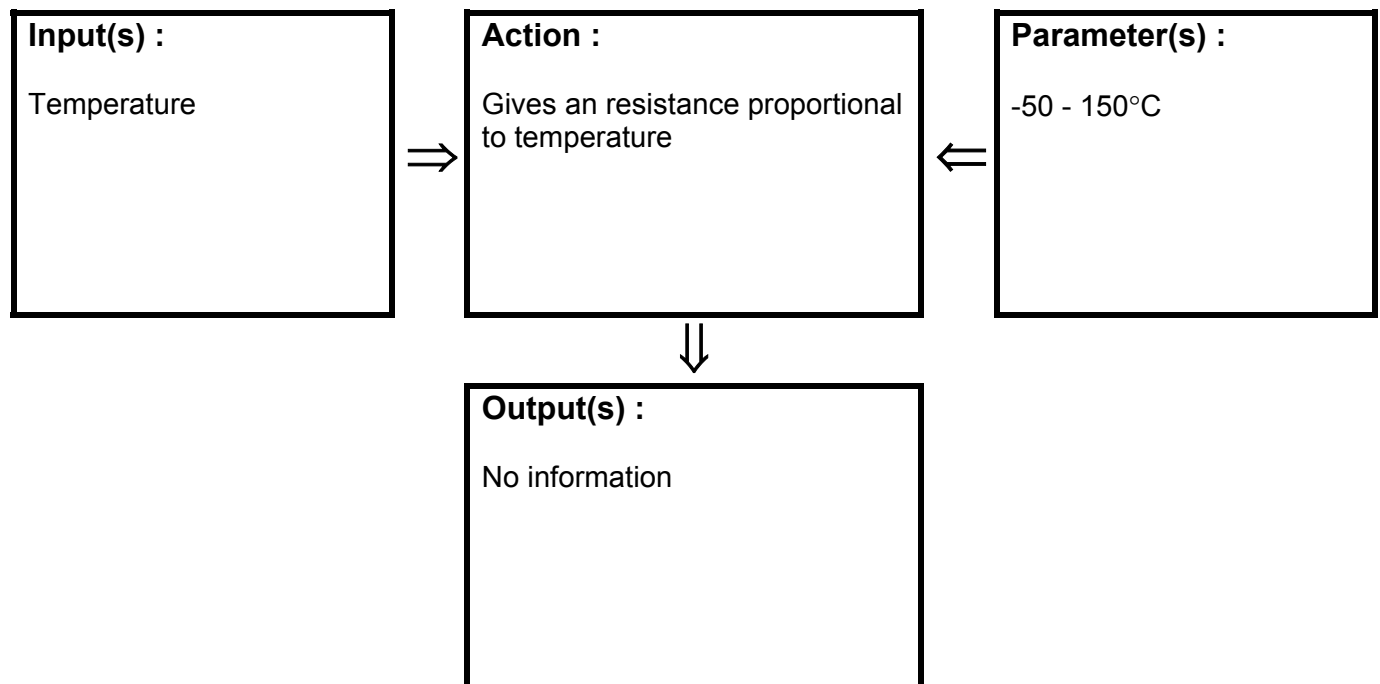 Input(s) :
Temperature
⇒
Action :
Gives an resistance proportional
to temperature
⇐
Parameter(s) :
-50 - 150°C
⇓
Output(s) :
No information